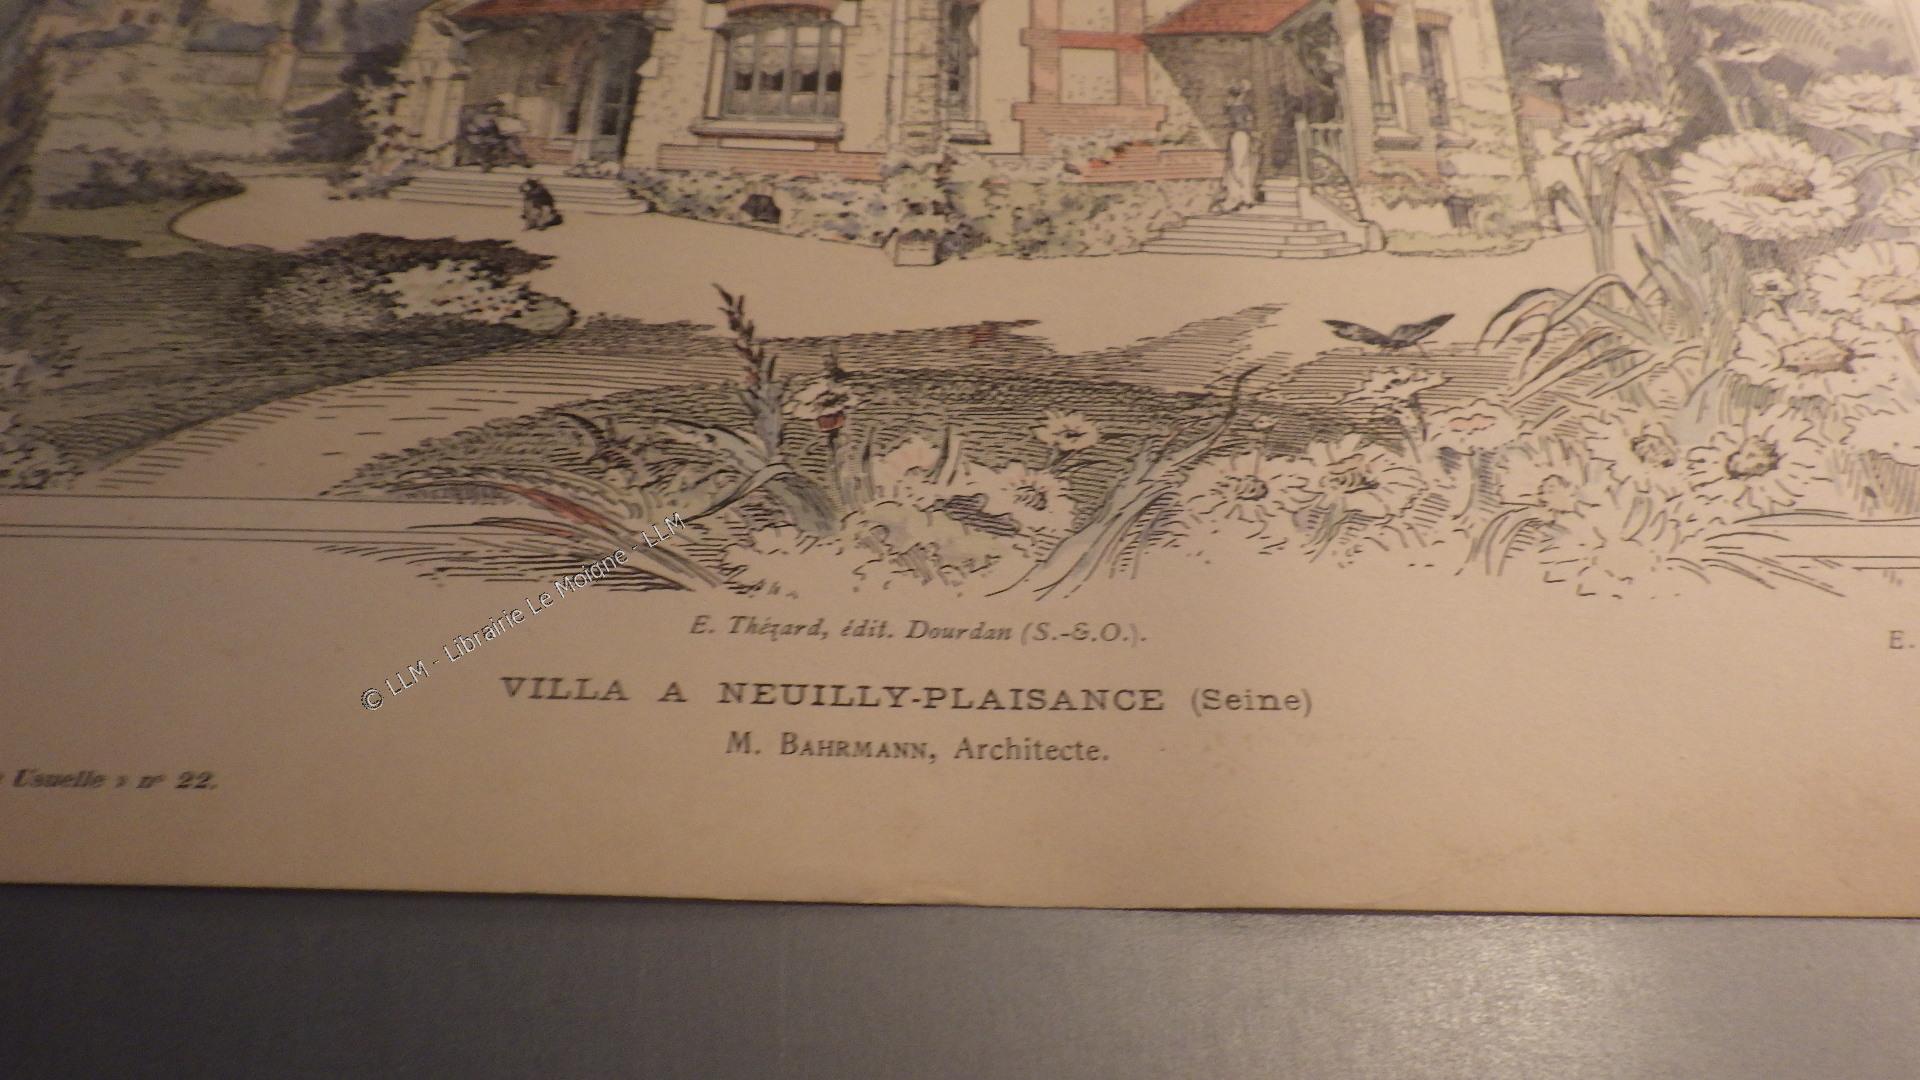 © LLM - Librairie Le Moigne - LLM
E. Thézard, édit. Dourdan (S.-&O.).
E.
VILLA A NEUILLY-PLAISANCE (Seine)
M. BAHRMANN, Architecte.
Usuelle » nº 22.